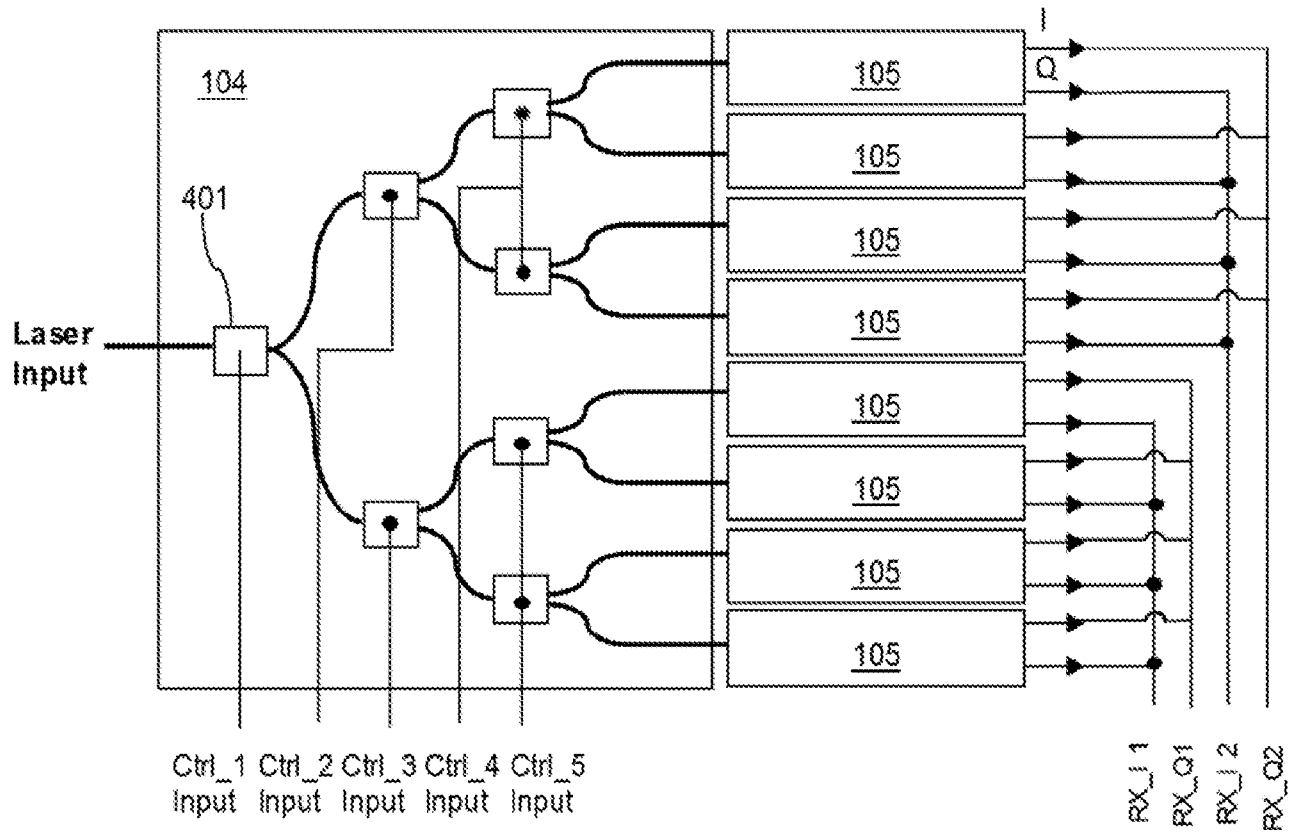 I
104
105
Q
105
401
105
105
Laser
Input
105
105
105
105
Ctrl_1 Ctrl_2 Ctrl_3 Ctrl_4 Ctrl_5
Input Input Input Input Input
RX_I 1
RX_Q1
RX_I 2
RX_Q2